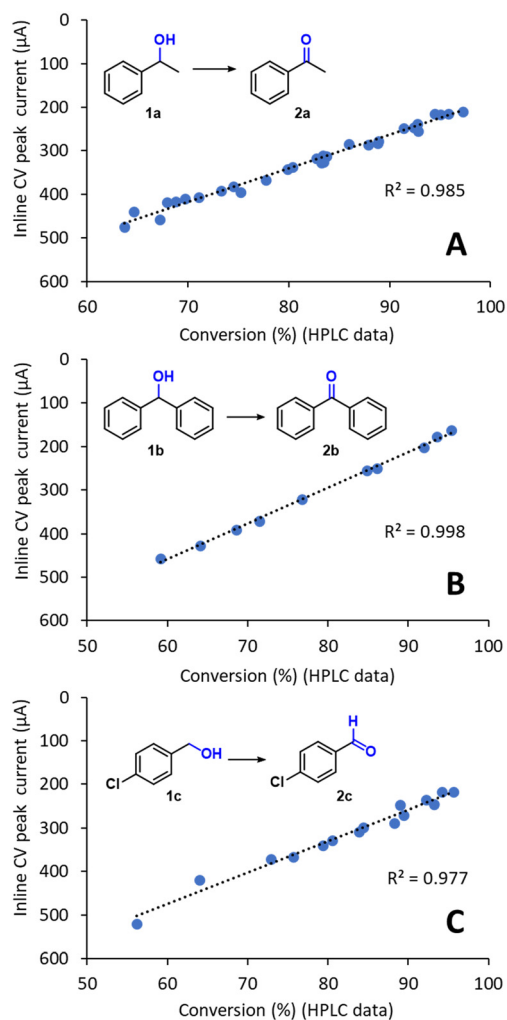 Inline CV peak current (µA)
0
100
200
300
400
500
600
OH
O
1a
2a
R² = 0.985
A
60
70
80
90
100
Conversion (%) (HPLC data)
Inline CV peak current (µA)
0
100
200
300
400
500
600
OH
O
1b
2b
R² = 0.998
B
50
60
70
80
90
100
Conversion (%) (HPLC data)
Inline CV peak current (µA)
0
100
200
300
400
500
600
H
OH
O
Cl
Cl
1c
2c
R² = 0.977
C
50
60
70
80
90
100
Conversion (%) (HPLC data)